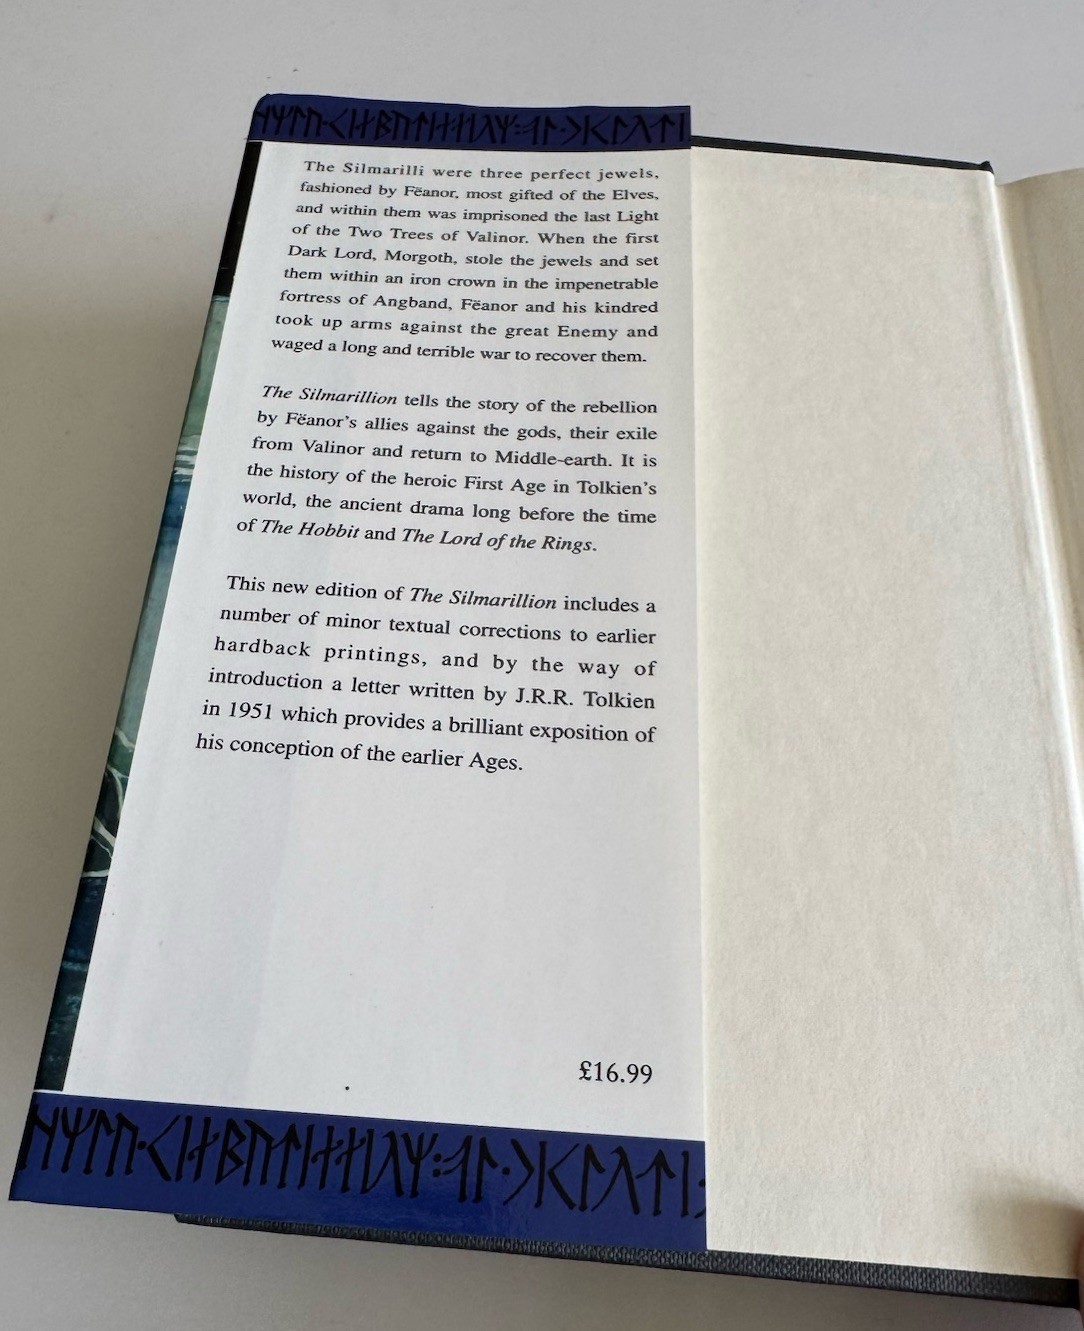 The Silmarilli were three perfect jewels,
fashioned by Fëanor, most gifted of the Elves,
and within them was imprisoned the last Light
of the Two Trees of Valinor. When the first
Dark Lord, Morgoth, stole the jewels and set
them within an iron crown in the impenetrable
fortress of Angband, Fëanor and his kindred
took up arms against the great Enemy and
waged a long and terrible war to recover them.
The Silmarillion tells the story of the rebellion
by Fëanor's allies against the gods, their exile
from Valinor and return to Middle-earth. It is
the history of the heroic First Age in Tolkien's
world, the ancient drama long before the time
of The Hobbit and The Lord of the Rings.
This new edition of The Silmarillion includes a
number of minor textual corrections to earlier
hardback printings, and by the way of
introduction a letter written by J.R.R. Tolkien
in 1951 which provides a brilliant exposition of
his conception of the earlier Ages.
£16.99